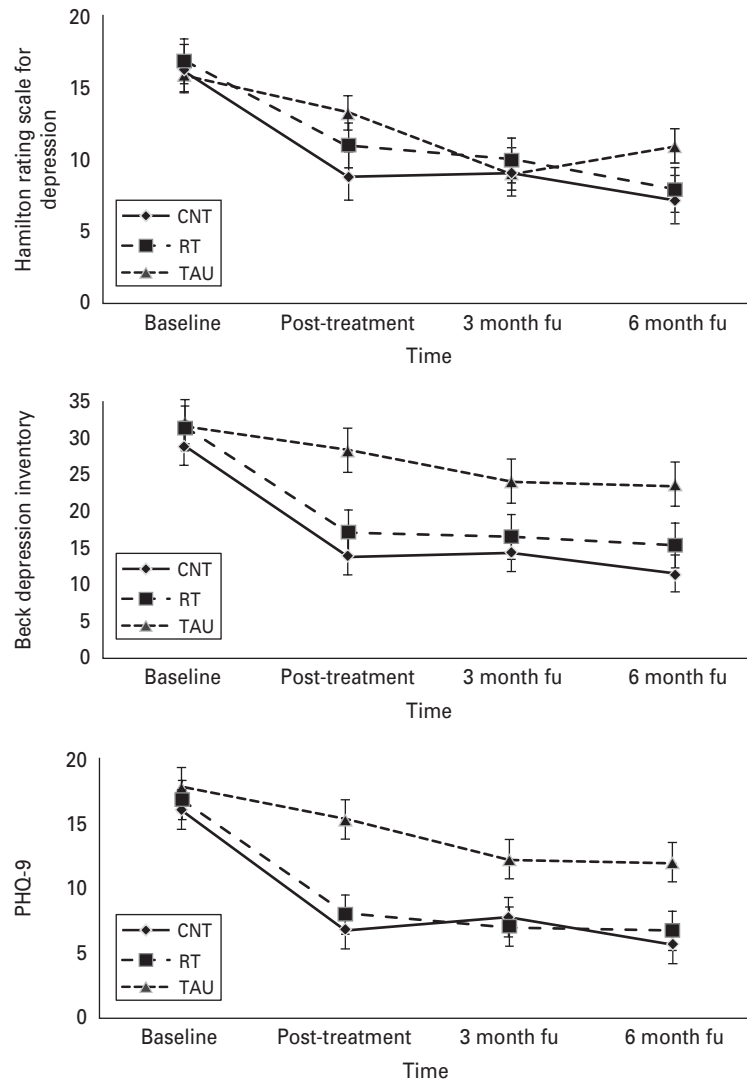 Hamilton rating scale for
depression
20
15
10
5
0
CNT
RT
TAU
Baseline
Post-treatment
3 month fu
6 month fu
Time
Beck depression inventory
35
30
25
20
15
10
5
0
CNT
RT
TAU
Baseline
Post-treatment
3 month fu
6 month fu
Time
PHQ-9
20
15
10
5
0
CNT
RT
TAU
Baseline
Post-treatment
3 month fu
6 month fu
Time